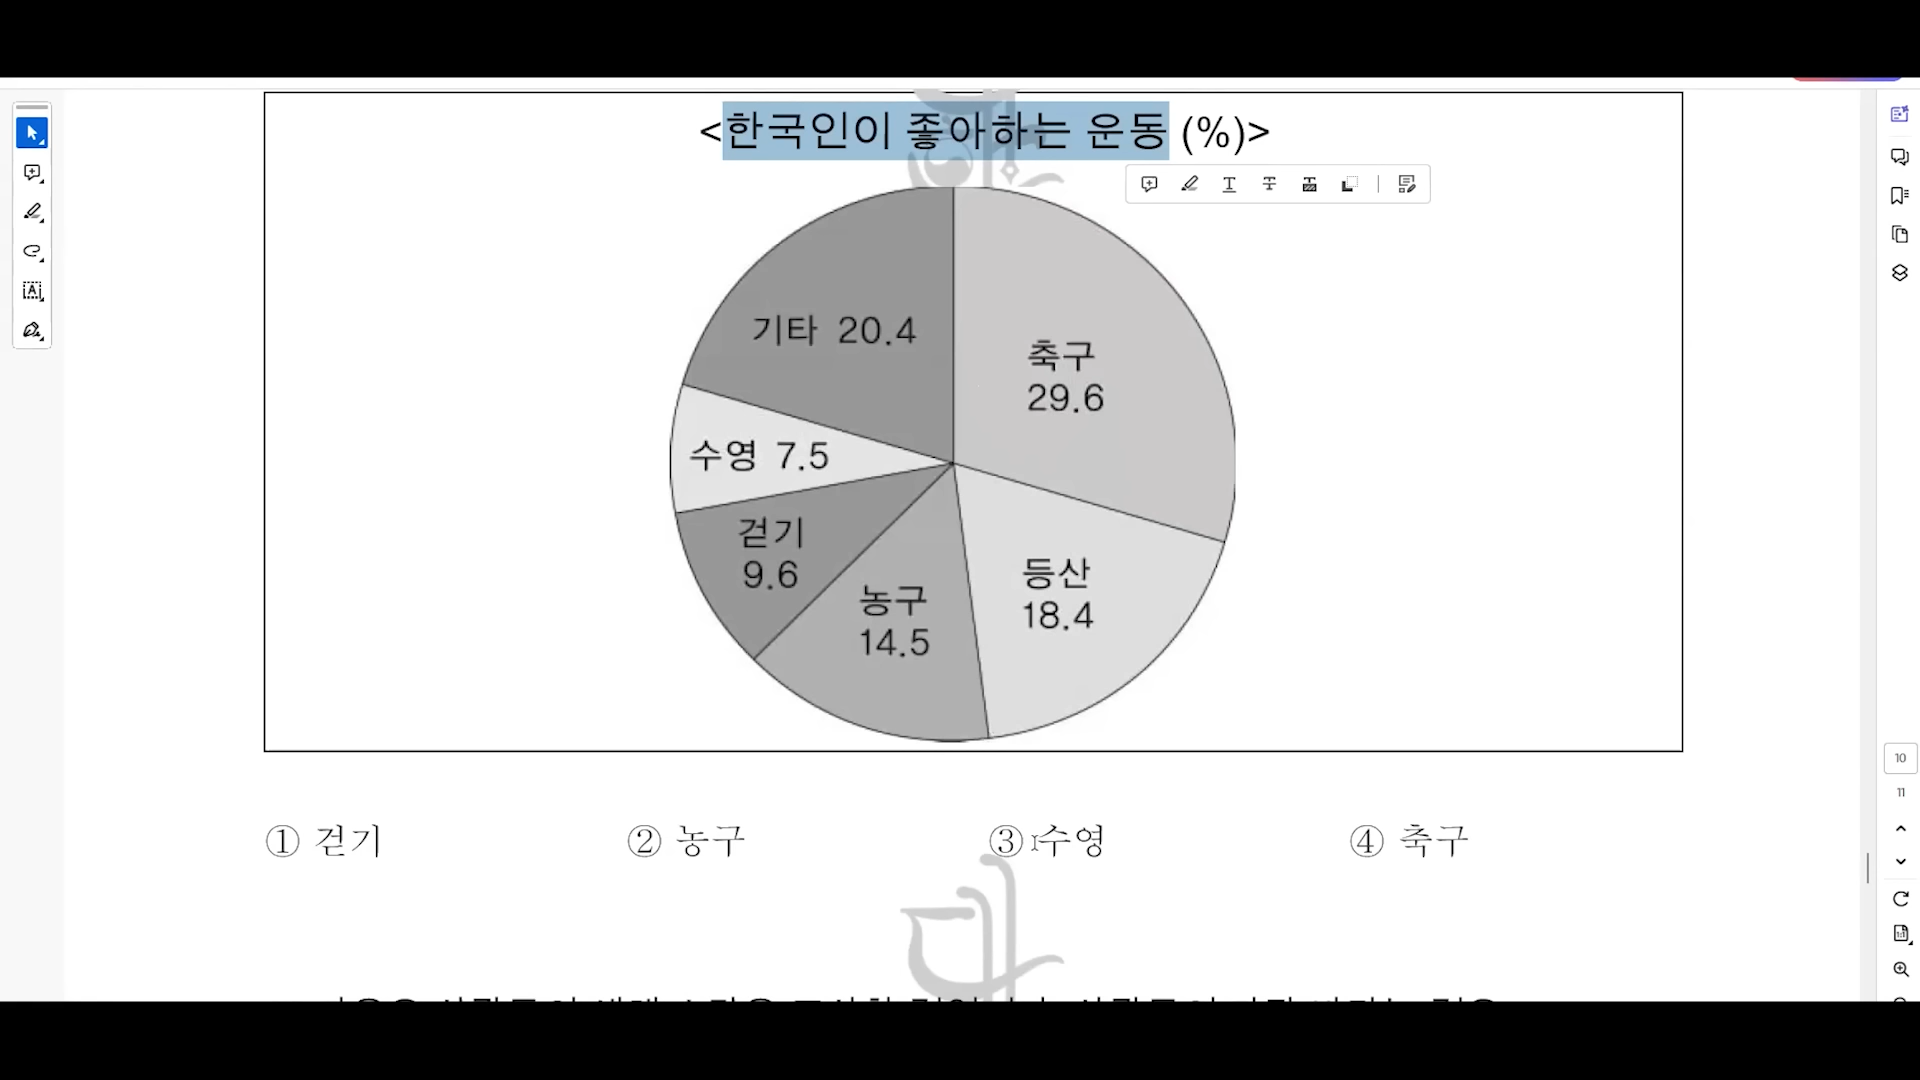 <한국인이 좋아하는 운동 (%)>
기타 20.4
축구
29.6
수영 7.5
걷기
9.6
농구
14.5
등산
18.4
① 걷기 ② 농구 ③ 수영 ④ 축구
10
11